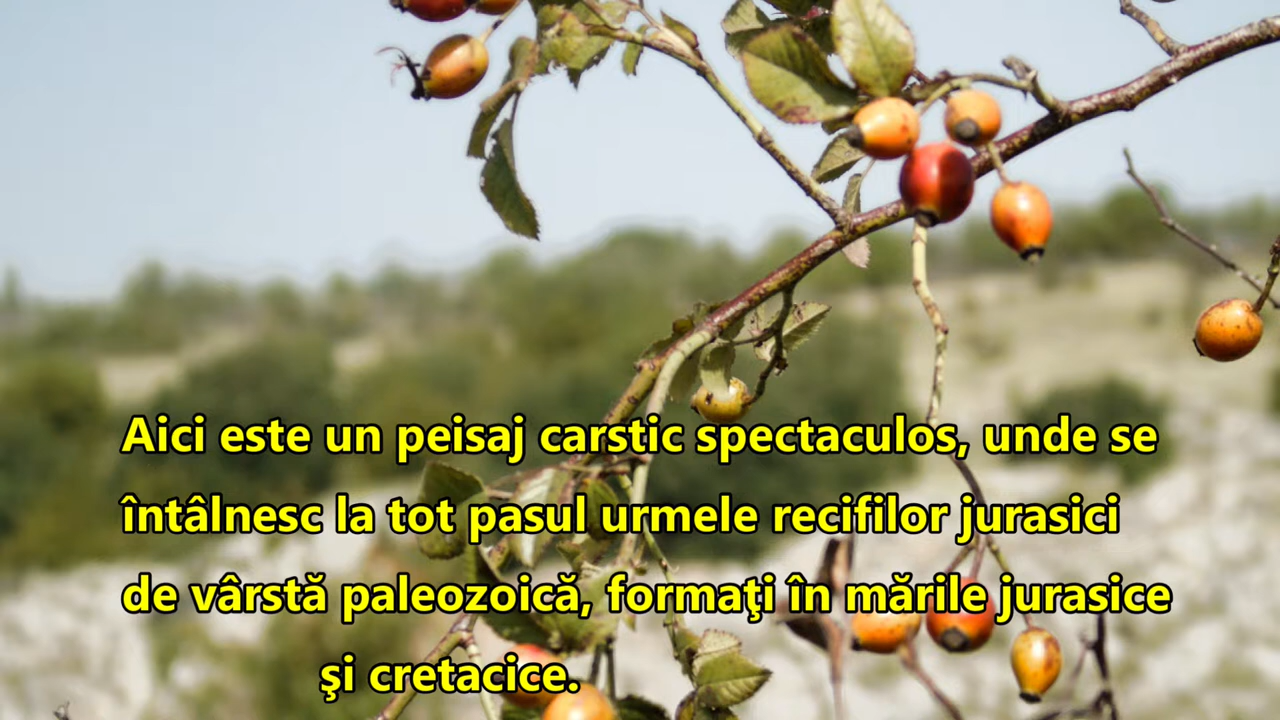 Aici este un peisaj carstic spectaculos, unde se
întâlnesc la tot pasul urmele recifilor jurasici
de vârstă paleozoică, formaţi în mările jurasice
şi cretacice.